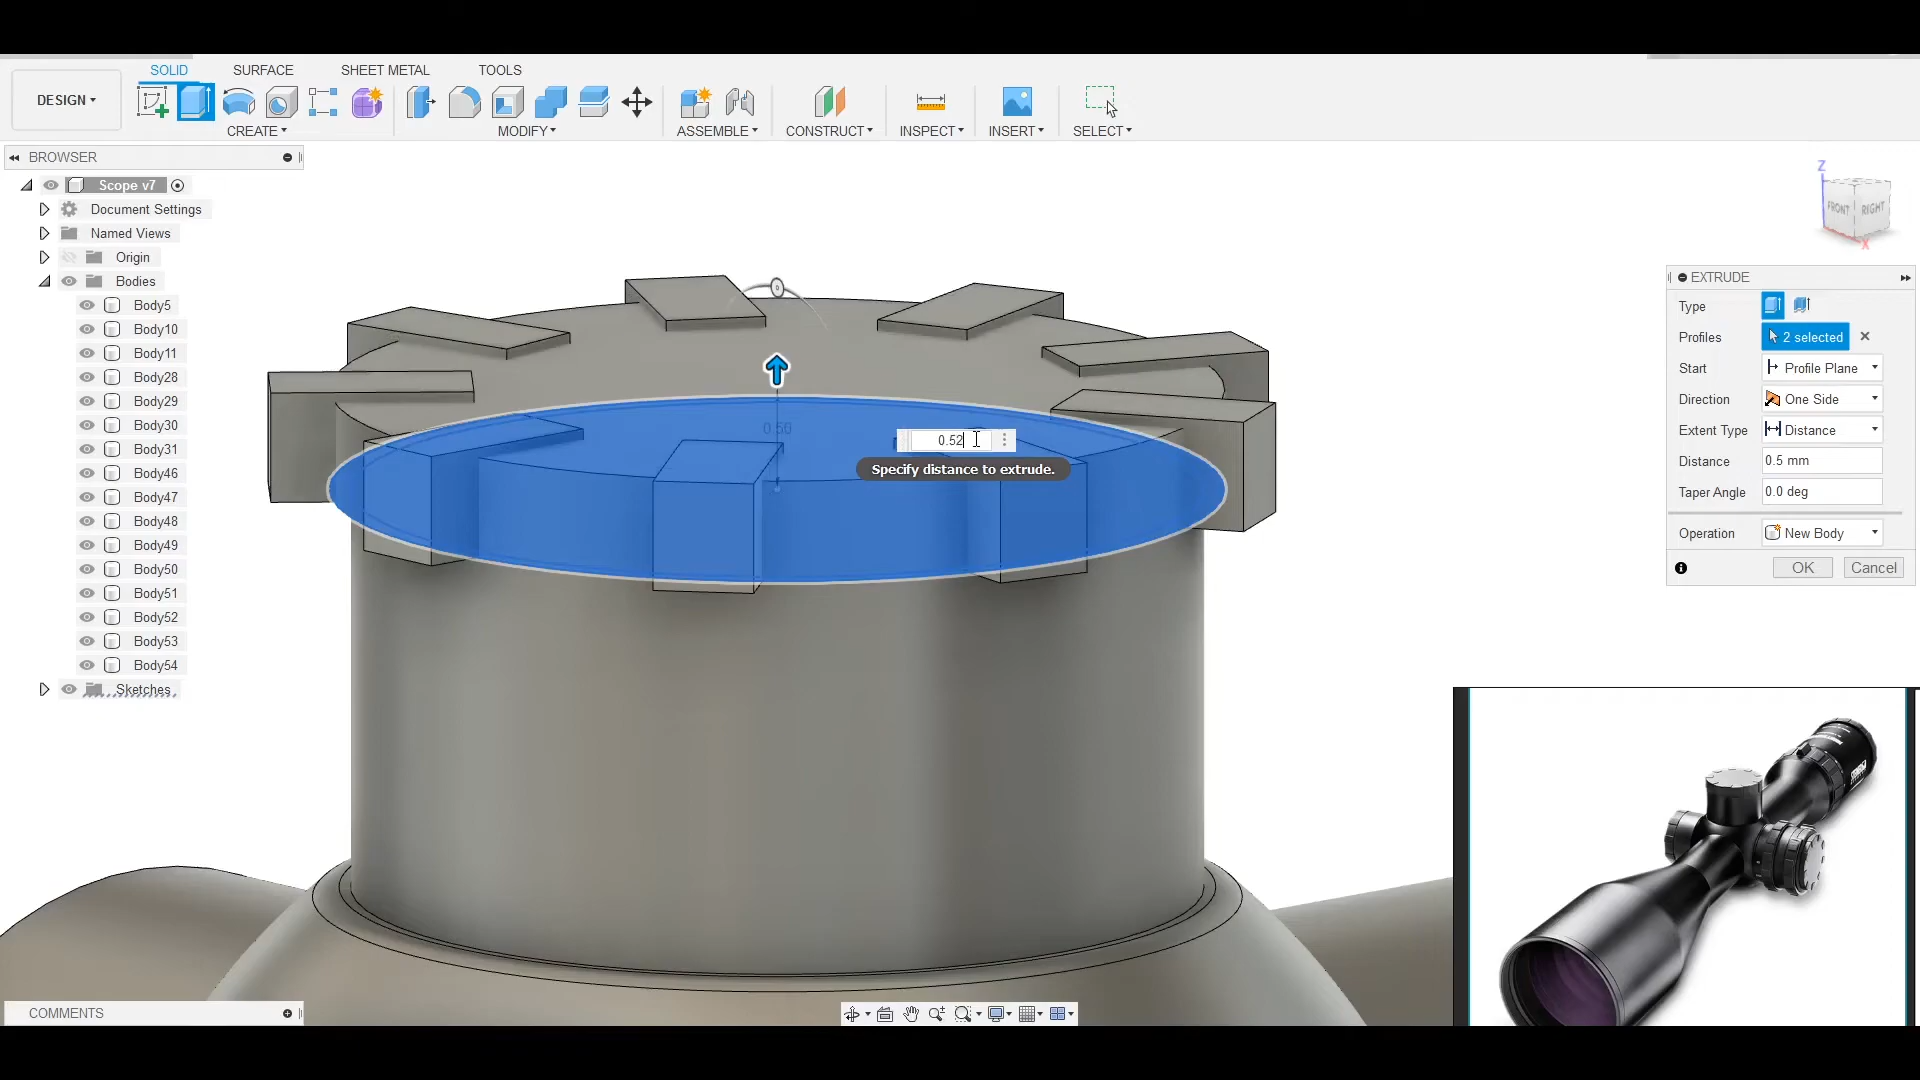 SOLID
SURFACE
SHEET METAL
TOOLS
DESIGN
CREATE
MODIFY
ASSEMBLE
CONSTRUCT
INSPECT
INSERT
SELECT
BROWSER
Scope v7
Document Settings
Named Views
Origin
Bodies
Body5
Body10
Body11
Body28
Body29
Body30
Body31
Body46
Body47
Body48
Body49
Body50
Body51
Body52
Body53
Body54
Sketches
Z
FRONT
RIGHT
X
0.50
0.52
Specify distance to extrude.
EXTRUDE
Type
Profiles
2 selected
Start
Profile Plane
Direction
One Side
Extent Type
Distance
Distance
0.5 mm
Taper Angle
0.0 deg
Operation
New Body
OK
Cancel
COMMENTS